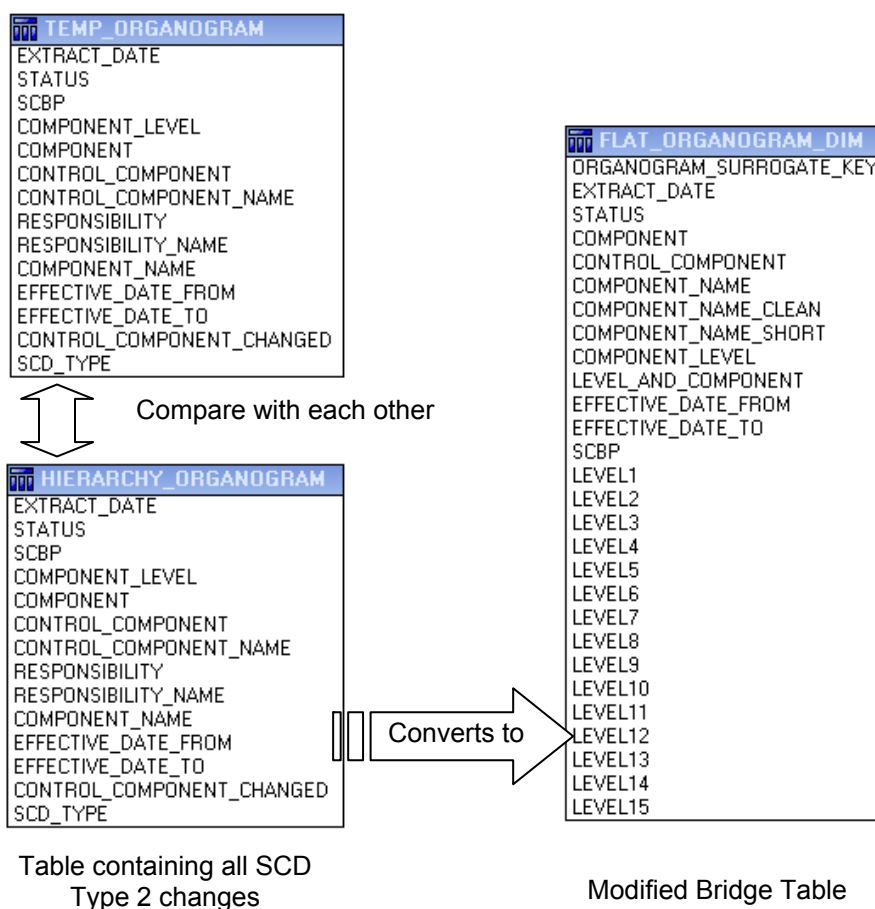 TEMP_ORGANOGRAM
EXTRACT_DATE
STATUS
SCBP
COMPONENT_LEVEL
COMPONENT
CONTROL_COMPONENT
CONTROL_COMPONENT_NAME
RESPONSIBILITY
RESPONSIBILITY_NAME
COMPONENT_NAME
EFFECTIVE_DATE_FROM
EFFECTIVE_DATE_TO
CONTROL_COMPONENT_CHANGED
SCD_TYPE
Compare with each other
HIERARCHY_ORGANOGRAM
EXTRACT_DATE
STATUS
SCBP
COMPONENT_LEVEL
COMPONENT
CONTROL_COMPONENT
CONTROL_COMPONENT_NAME
RESPONSIBILITY
RESPONSIBILITY_NAME
COMPONENT_NAME
EFFECTIVE_DATE_FROM
EFFECTIVE_DATE_TO
CONTROL_COMPONENT_CHANGED
SCD_TYPE
Table containing all SCD
Type 2 changes
Converts to
FLAT_ORGANOGRAM_DIM
ORGANOGRAM_SURROGATE_KEY
EXTRACT_DATE
STATUS
COMPONENT
CONTROL_COMPONENT
COMPONENT_NAME
COMPONENT_NAME_CLEAN
COMPONENT_NAME_SHORT
COMPONENT_LEVEL
LEVEL_AND_COMPONENT
EFFECTIVE_DATE_FROM
EFFECTIVE_DATE_TO
SCBP
LEVEL1
LEVEL2
LEVEL3
LEVEL4
LEVEL5
LEVEL6
LEVEL7
LEVEL8
LEVEL9
LEVEL10
LEVEL11
LEVEL12
LEVEL13
LEVEL14
LEVEL15
Modified Bridge Table